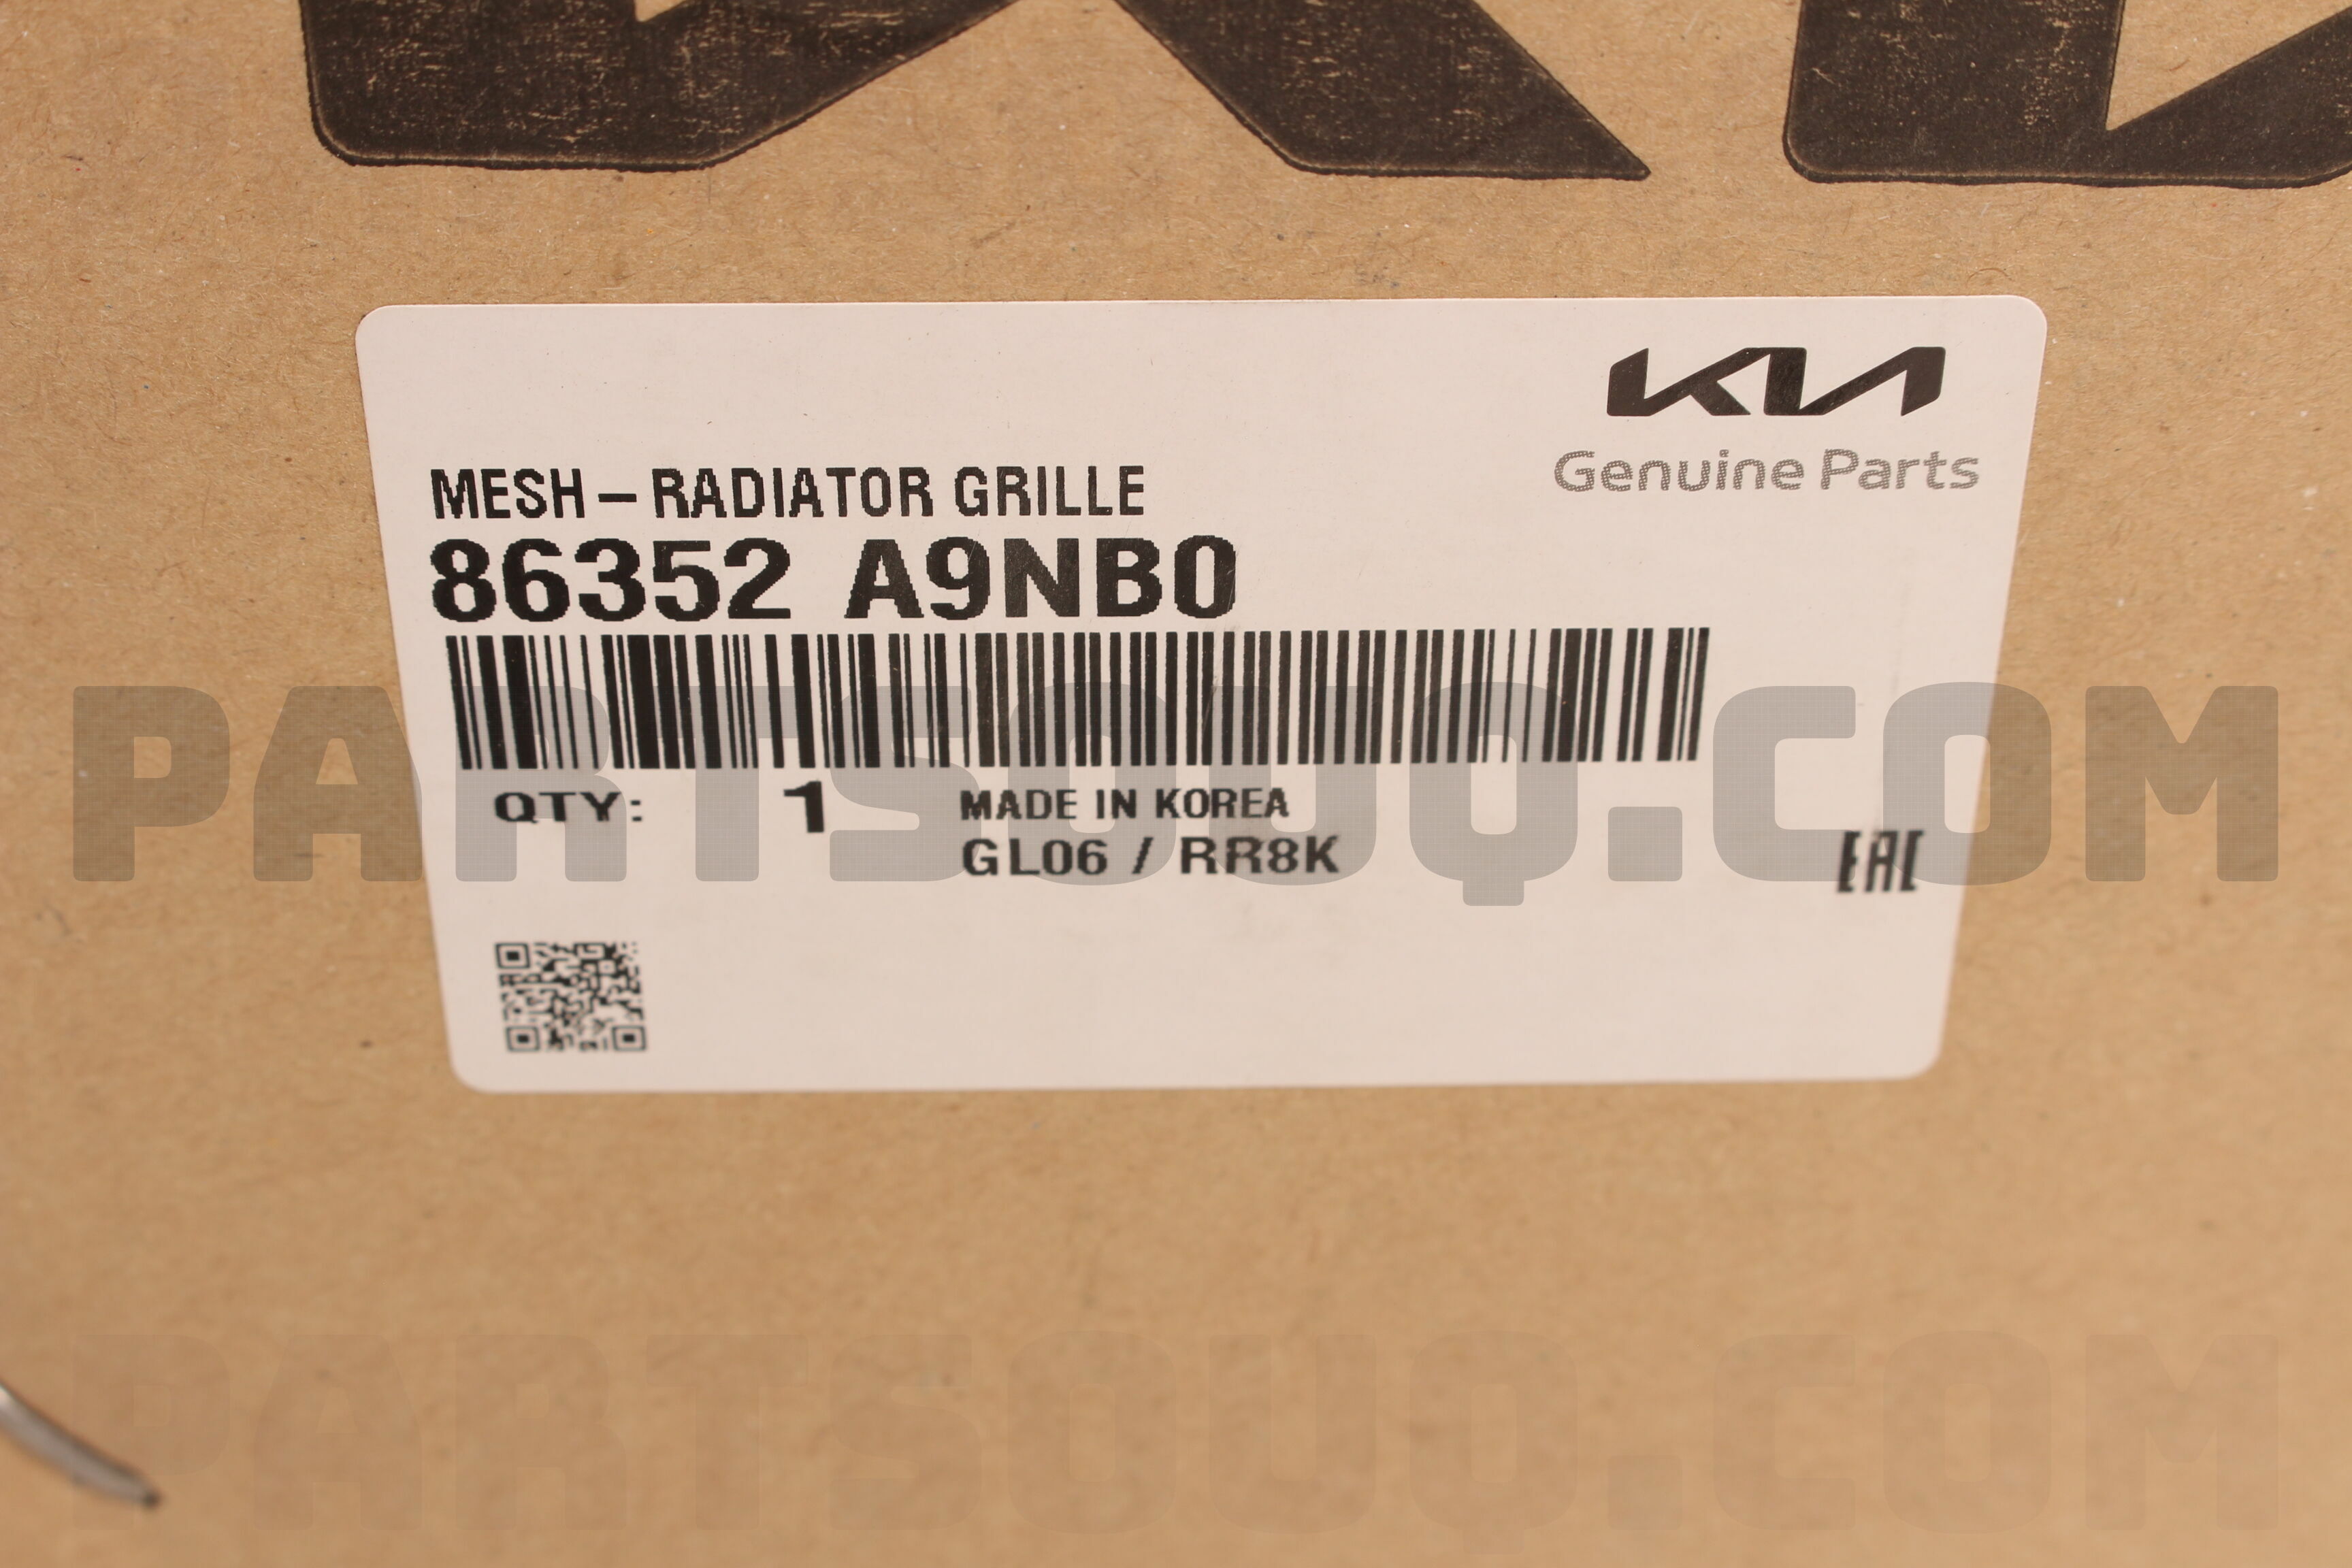 KIA
Genuine Parts
MESH-RADIATOR GRILLE
86352 A9NB0
QTY: 1 MADE IN KOREA
GL06 / RR8K
EAC
PARTSOUQ.COM
PARTSOUQ.COM